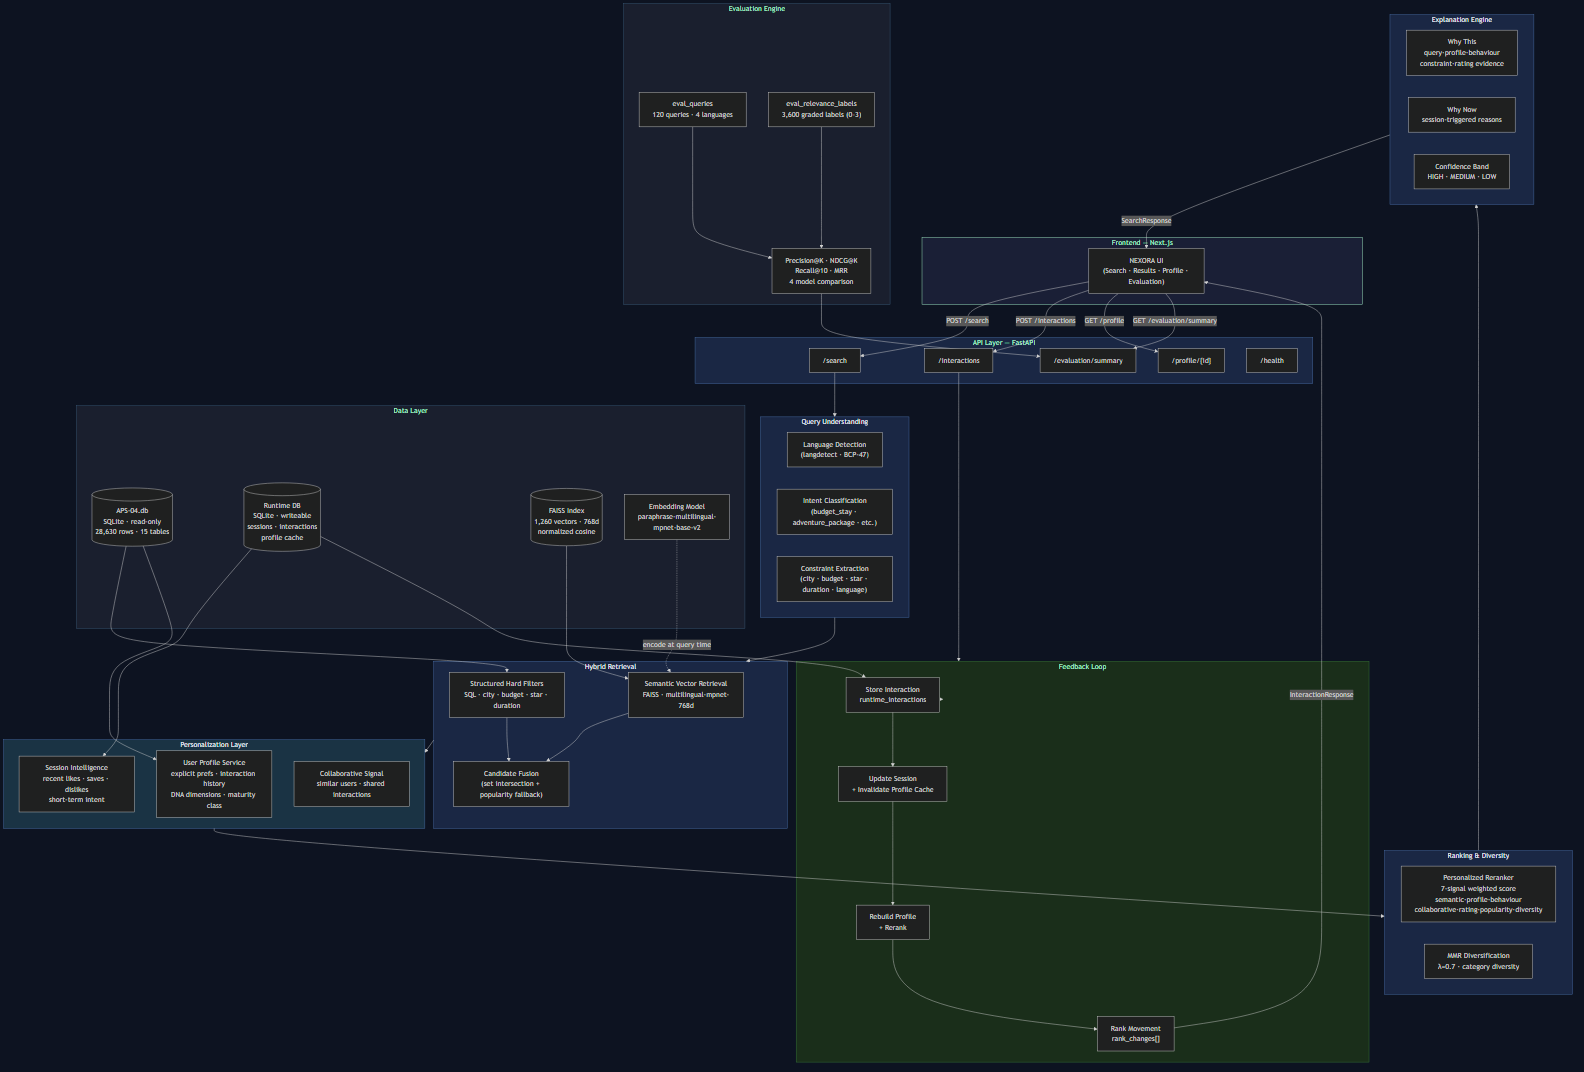 Evaluation Engine
eval_queries
120 queries · 4 languages
eval_relevance_labels
3,600 graded labels (0-3)
Precision@K · NDCG@K
Recall@10 · MRR
4 model comparison
Explanation Engine
Why This
query-profile-behaviour
constraint-rating evidence
Why Now
session-triggered reasons
Confidence Band
HIGH · MEDIUM · LOW
SearchResponse
Frontend — Next.js
NEXORA UI
(Search · Results · Profile ·
Evaluation)
POST /search
POST /interactions
GET /profile
GET /evaluation/summary
API Layer — FastAPI
/search
/interactions
/evaluation/summary
/profile/[id]
/health
Data Layer
APS-04.db
SQLite · read-only
28,630 rows · 15 tables
Runtime DB
SQLite · writeable
sessions · interactions
profile cache
FAISS Index
1,260 vectors · 768d
normalized cosine
Embedding Model
paraphrase-multilingual-
mpnet-base-v2
Query Understanding
Language Detection
(langdetect · BCP-47)
Intent Classification
(budget_stay ·
adventure_package · etc.)
Constraint Extraction
(city · budget · star ·
duration · language)
encode at query time
Hybrid Retrieval
Structured Hard Filters
SQL · city · budget · star ·
duration
Semantic Vector Retrieval
FAISS · multilingual-mpnet-
768d
Candidate Fusion
(set intersection +
popularity fallback)
Personalization Layer
Session Intelligence
recent likes · saves ·
dislikes
short-term intent
User Profile Service
explicit prefs · interaction
history
DNA dimensions · maturity
class
Collaborative Signal
similar users · shared
interactions
Feedback Loop
Store Interaction
runtime_interactions
Update Session
+ Invalidate Profile Cache
Rebuild Profile
+ Rerank
Rank Movement
rank_changes[]
InteractionResponse
Ranking & Diversity
Personalized Reranker
7-signal weighted score
semantic-profile-behaviour
collaborative-rating-popularity-diversity
MMR Diversification
λ=0.7 · category diversity